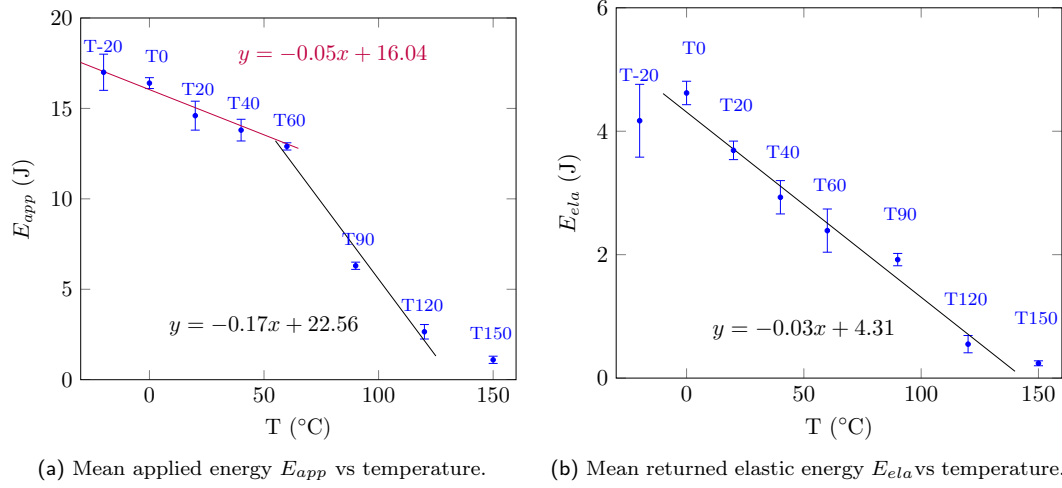 20
15
10
5
0
0
50
100
150
T (°C)
E_app (J)
T-20
T0
T20
T40
T60
T90
T120
T150
y = −0.05x + 16.04
y = −0.17x + 22.56
(a) Mean applied energy E_app vs temperature.
6
4
2
0
0
50
100
150
T (°C)
E_ela (J)
T-20
T0
T20
T40
T60
T90
T120
T150
y = −0.03x + 4.31
(b) Mean returned elastic energy E_ela vs temperature.